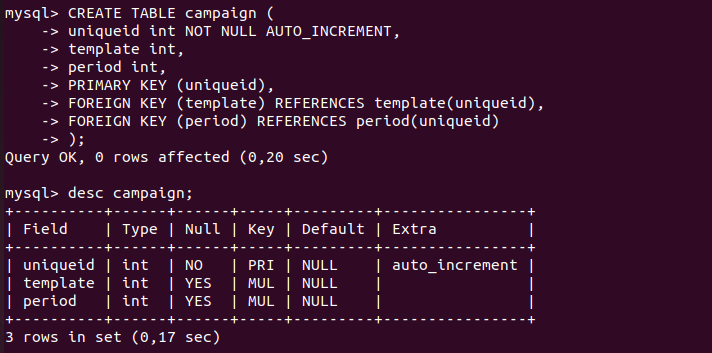 mysql> CREATE TABLE campaign (
    -> uniqueid int NOT NULL AUTO_INCREMENT,
    -> template int,
    -> period int,
    -> PRIMARY KEY (uniqueid),
    -> FOREIGN KEY (template) REFERENCES template(uniqueid),
    -> FOREIGN KEY (period) REFERENCES period(uniqueid)
    -> );
Query OK, 0 rows affected (0,20 sec)

mysql> desc campaign;
+----------+------+------+-----+---------+----------------+
| Field    | Type | Null | Key | Default | Extra          |
+----------+------+------+-----+---------+----------------+
| uniqueid | int  | NO   | PRI | NULL    | auto_increment |
| template | int  | YES  | MUL | NULL    |                |
| period   | int  | YES  | MUL | NULL    |                |
+----------+------+------+-----+---------+----------------+
3 rows in set (0,17 sec)